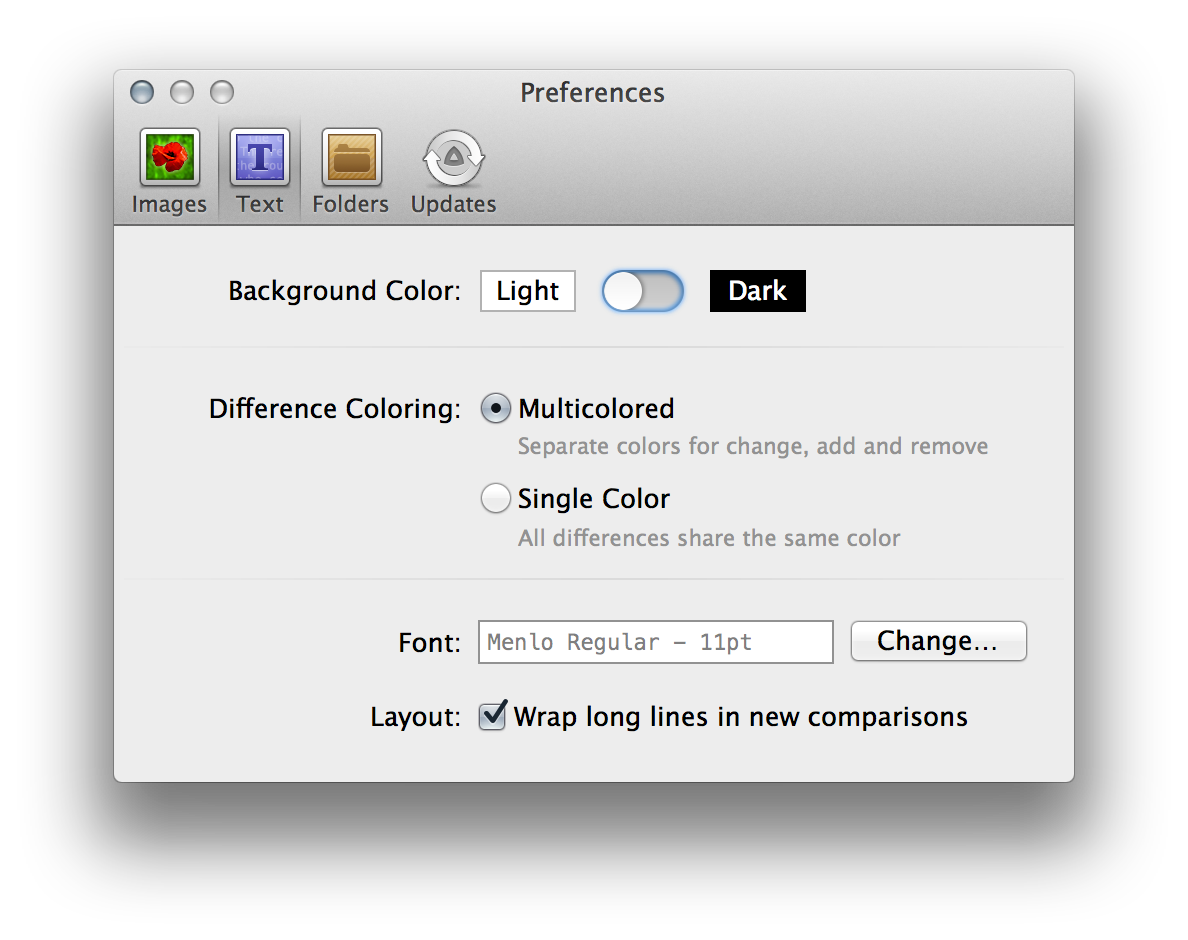 Preferences
Images Text Folders Updates
Background Color: Light Dark
Difference Coloring: Multicolored
Separate colors for change, add and remove
Single Color
All differences share the same color
Font: Menlo Regular – 11pt Change...
Layout: Wrap long lines in new comparisons